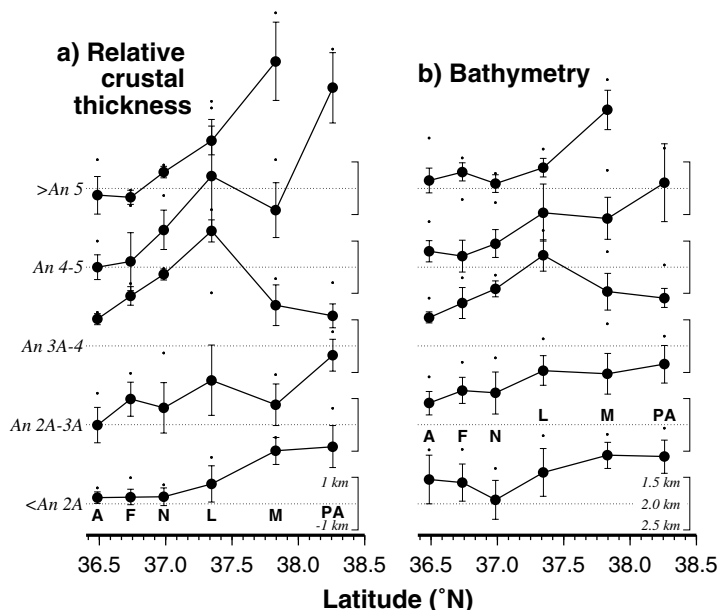 a) Relative
crustal
thickness
b) Bathymetry
>An 5
An 4-5
An 3A-4
An 2A-3A
<An 2A
A F N L M PA
1 km
-1 km
A F N L M PA
1.5 km
2.0 km
2.5 km
36.5 37.0 37.5 38.0 38.5
36.5 37.0 37.5 38.0 38.5
Latitude (˚N)